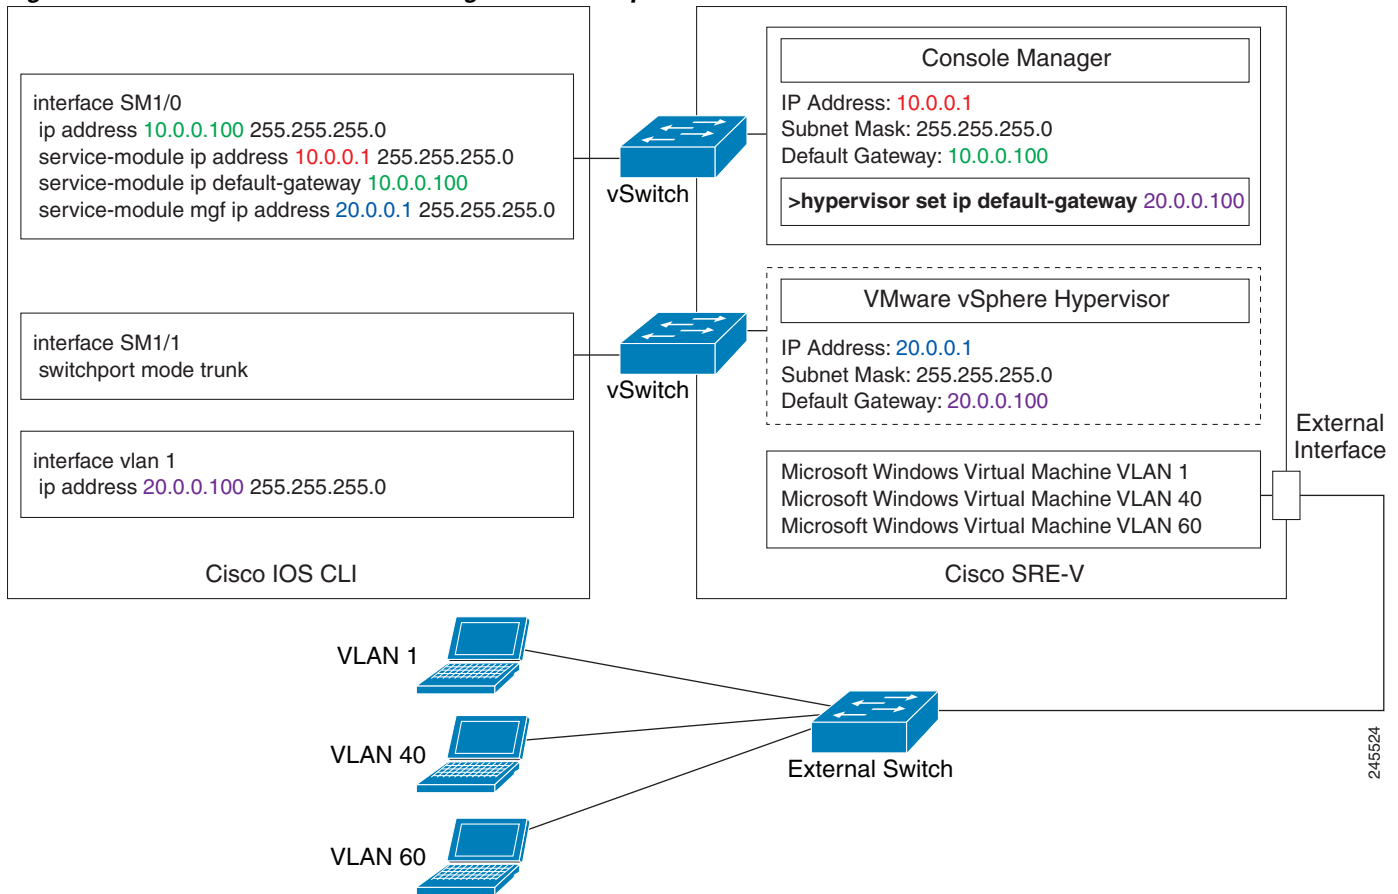 interface SM1/0
ip address 10.0.0.100 255.255.255.0
service-module ip address 10.0.0.1 255.255.255.0
service-module ip default-gateway 10.0.0.100
service-module mgf ip address 20.0.0.1 255.255.255.0
interface SM1/1
switchport mode trunk
interface vlan 1
ip address 20.0.0.100 255.255.255.0
Cisco IOS CLI
vSwitch
vSwitch
Console Manager
IP Address: 10.0.0.1
Subnet Mask: 255.255.255.0
Default Gateway: 10.0.0.100
>hypervisor set ip default-gateway 20.0.0.100
VMware vSphere Hypervisor
IP Address: 20.0.0.1
Subnet Mask: 255.255.255.0
Default Gateway: 20.0.0.100
Microsoft Windows Virtual Machine VLAN 1
Microsoft Windows Virtual Machine VLAN 40
Microsoft Windows Virtual Machine VLAN 60
Cisco SRE-V
External
Interface
VLAN 1
VLAN 40
VLAN 60
External Switch
245524